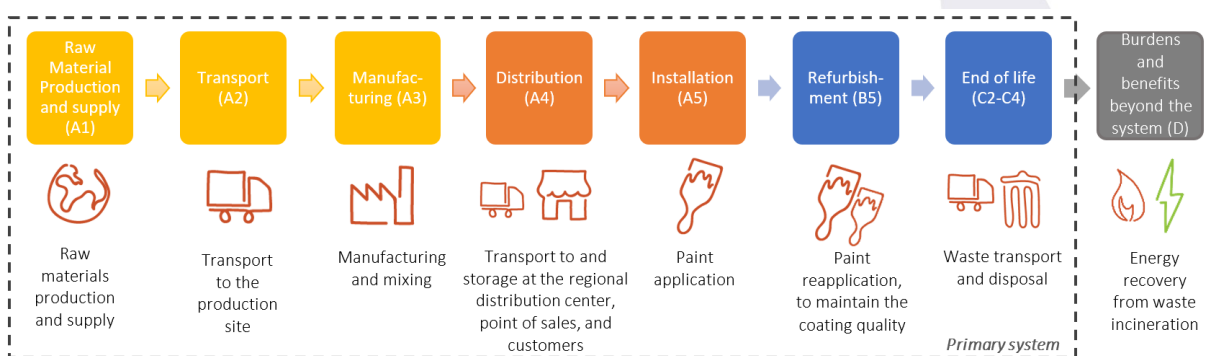 Raw
Material
Production
and supply
(A1)
Transport
(A2)
Manufac-
turing (A3)
Distribution
(A4)
Installation
(A5)
Refurbish-
ment (B5)
End of life
(C2-C4)
Burdens
and
benefits
beyond the
system (D)
Raw
materials
production
and supply
Transport
to the
production
site
Manufacturing
and mixing
Transport to and
storage at the regional
distribution center,
point of sales, and
customers
Paint
application
Paint
reapplication,
to maintain the
coating quality
Waste transport
and disposal
Energy
recovery
from waste
incineration
Primary system